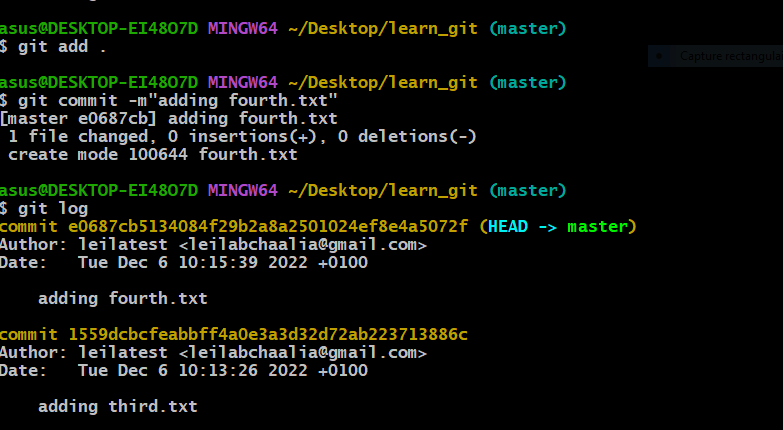 asus@DESKTOP-EI48O7D MINGW64 ~/Desktop/learn_git (master)
$ git add .
Capture rectangular
asus@DESKTOP-EI48O7D MINGW64 ~/Desktop/learn_git (master)
$ git commit -m"adding fourth.txt"
[master e0687cb] adding fourth.txt
 1 file changed, 0 insertions(+), 0 deletions(-)
 create mode 100644 fourth.txt
asus@DESKTOP-EI48O7D MINGW64 ~/Desktop/learn_git (master)
$ git log
commit e0687cb5134084f29b2a8a2501024ef8e4a5072f (HEAD -> master)
Author: leilatest <leilabchaalia@gmail.com>
Date:   Tue Dec 6 10:15:39 2022 +0100
    adding fourth.txt
commit 1559dcbcfeabbff4a0e3a3d32d72ab223713886c
Author: leilatest <leilabchaalia@gmail.com>
Date:   Tue Dec 6 10:13:26 2022 +0100
    adding third.txt